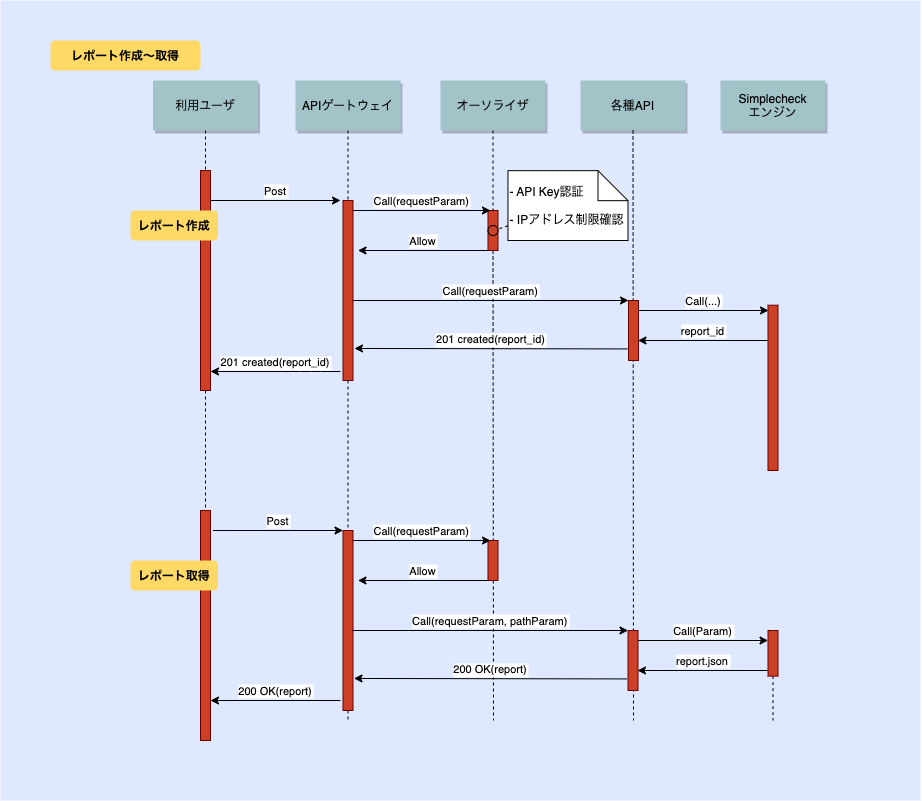 レポート作成〜取得
利用ユーザ
APIゲートウェイ
オーソライザ
各種API
Simplecheck
エンジン
Post
Call(requestParam)
- API Key認証
- IPアドレス制限確認
レポート作成
Allow
Call(requestParam)
Call(...)
report_id
201 created(report_id)
201 created(report_id)
Post
Call(requestParam)
レポート取得
Allow
Call(requestParam, pathParam)
Call(Param)
report.json
200 OK(report)
200 OK(report)